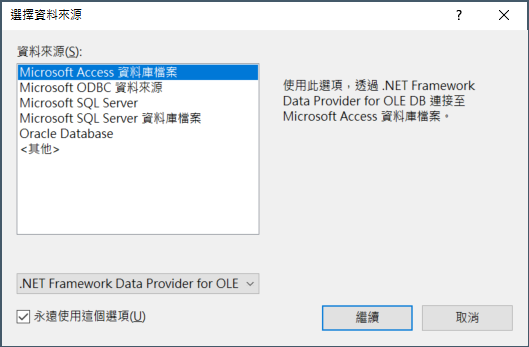 選擇資料來源
資料來源(S):
Microsoft Access 資料庫檔案
Microsoft ODBC 資料來源
Microsoft SQL Server
Microsoft SQL Server 資料庫檔案
Oracle Database
<其他>
使用此選項，透過 .NET Framework
Data Provider for OLE DB 連接至
Microsoft Access 資料庫檔案。
.NET Framework Data Provider for OLE
永遠使用這個選項(U)
繼續
取消